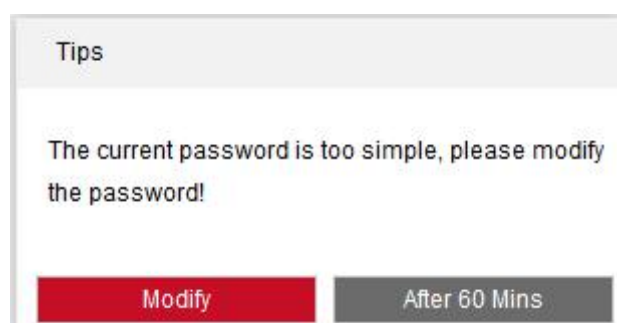 Tips
The current password is too simple, please modify
the password!
Modify
After 60 Mins